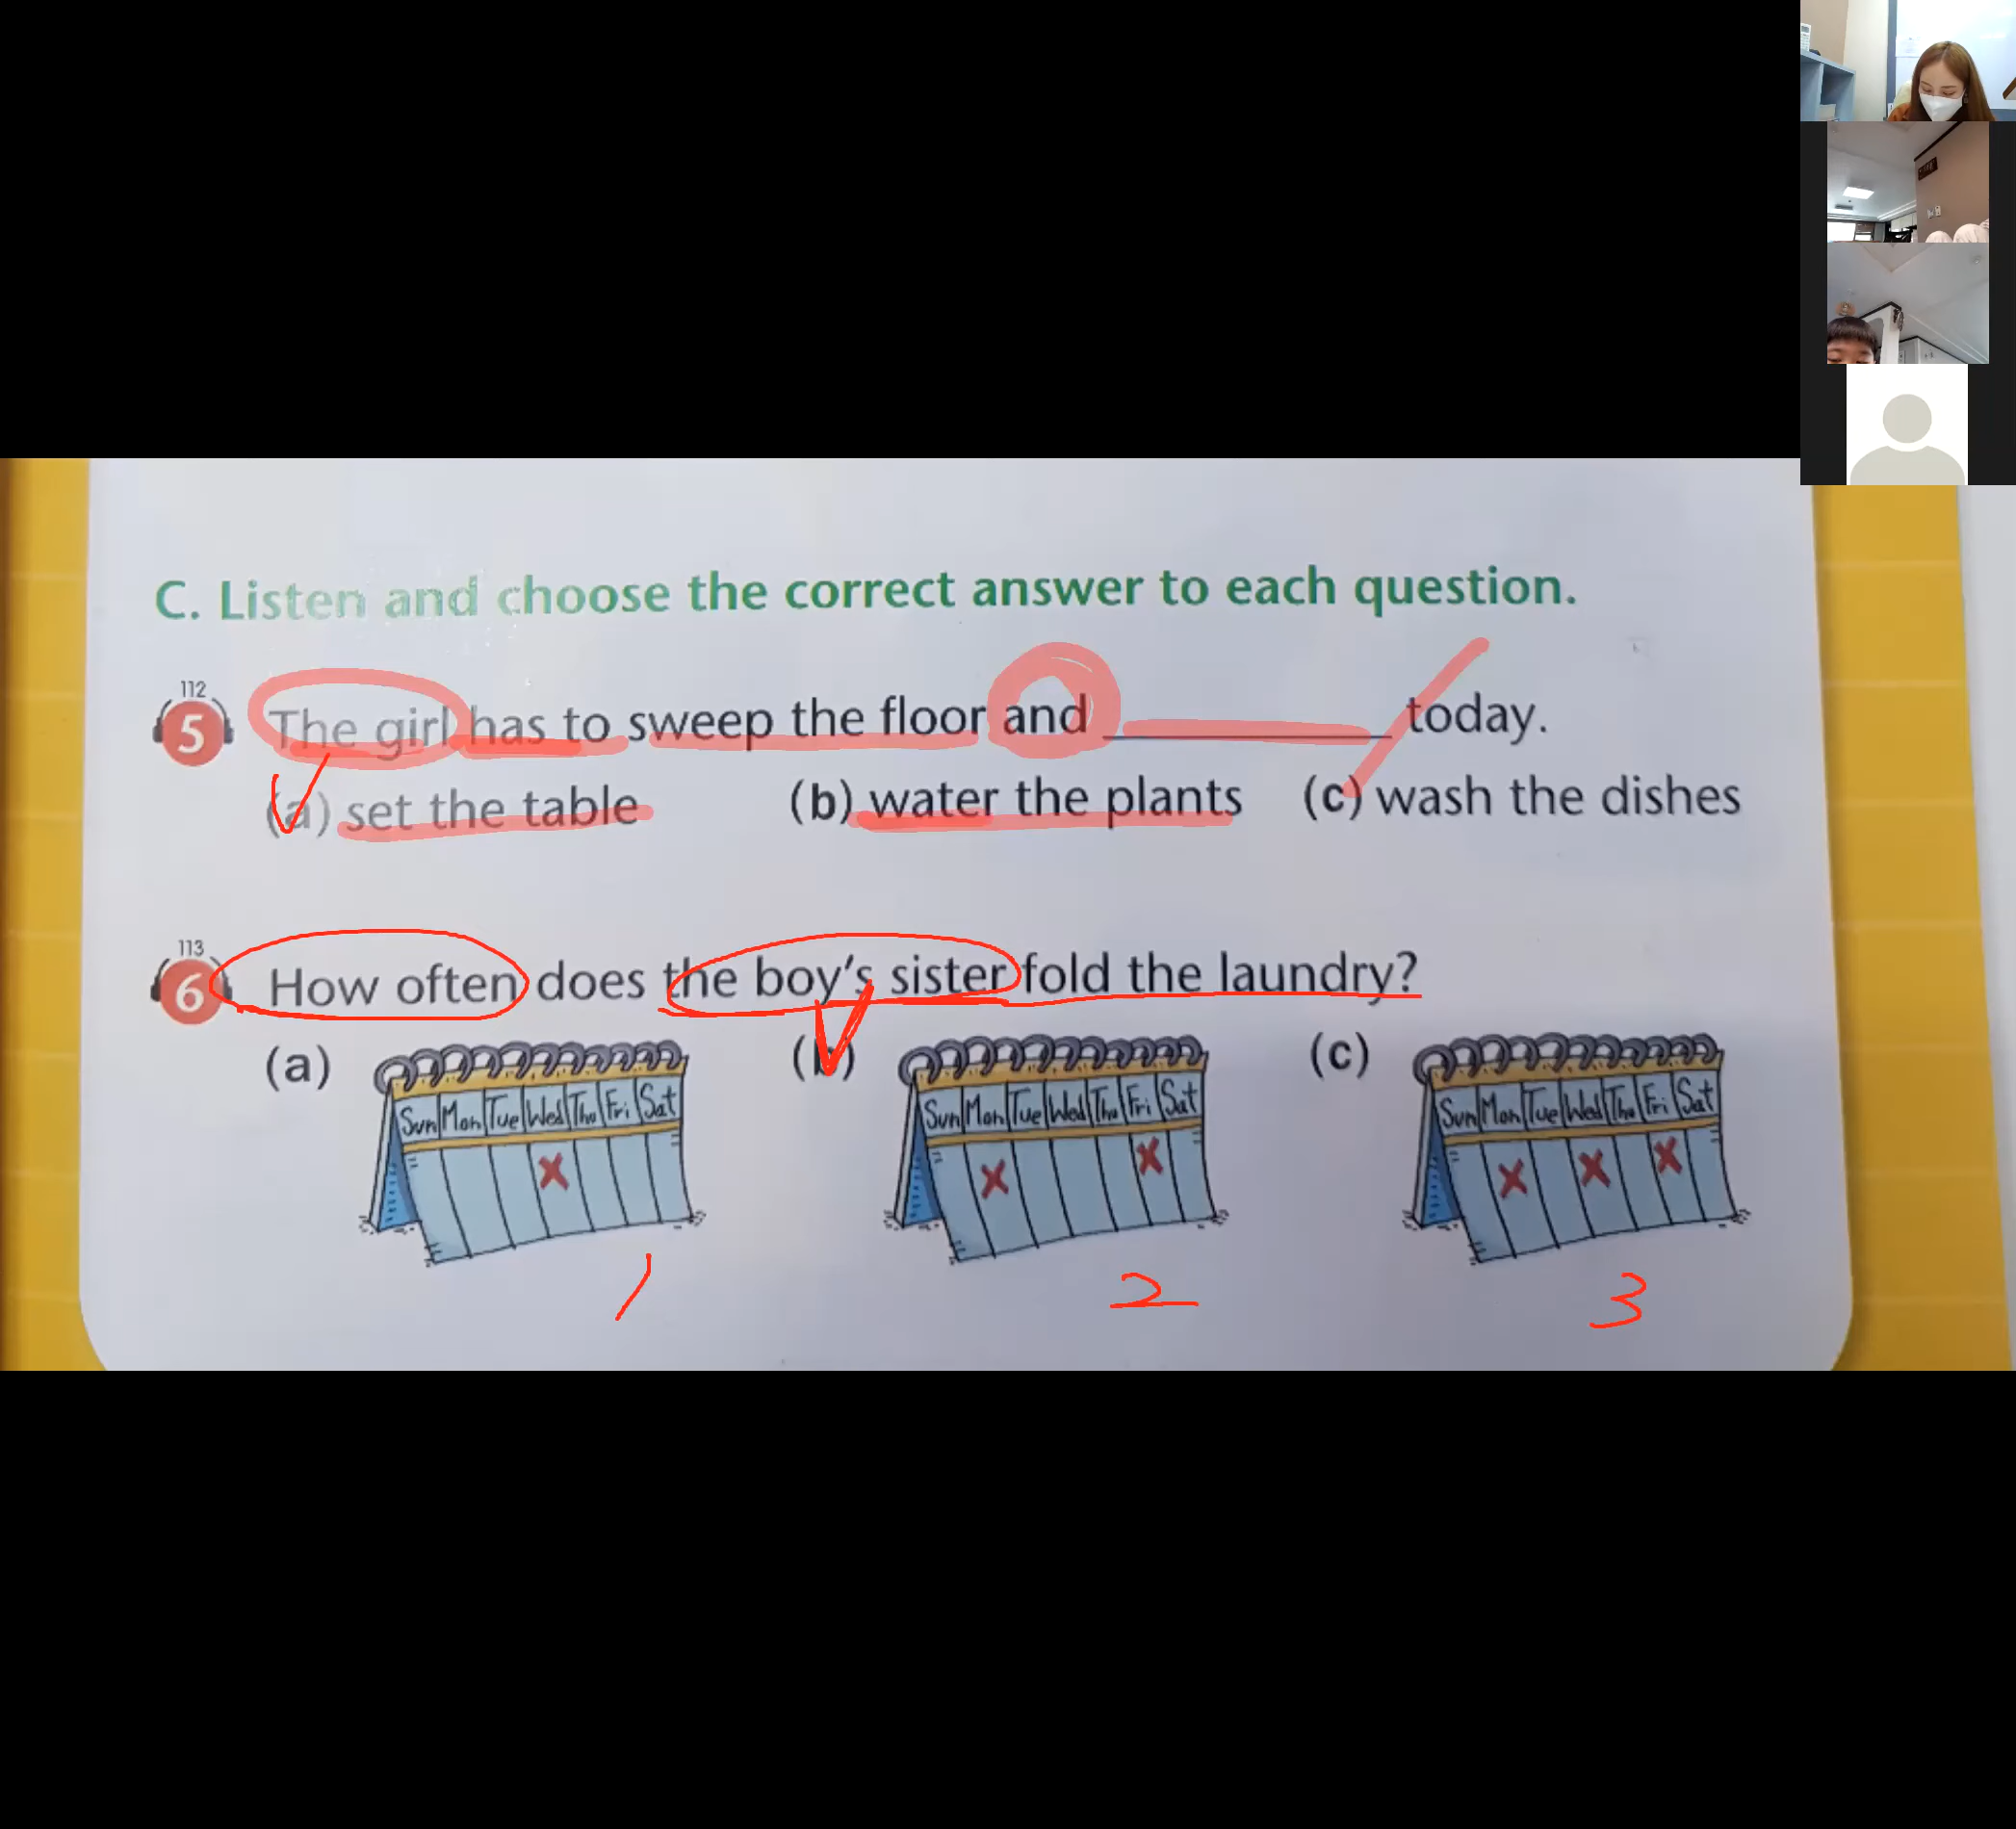 C. Listen and choose the correct answer to each question.
112
5 The girl has to sweep the floor and ____________ today.
(a) set the table (b) water the plants (c) wash the dishes
113
6 How often does the boy's sister fold the laundry?
(a) (b) (c)
Sun Mon Tue Wed Thu Fri Sat
X
Sun Mon Tue Wed Thu Fri Sat
X X
Sun Mon Tue Wed Thu Fri Sat
X X X
1 2 3